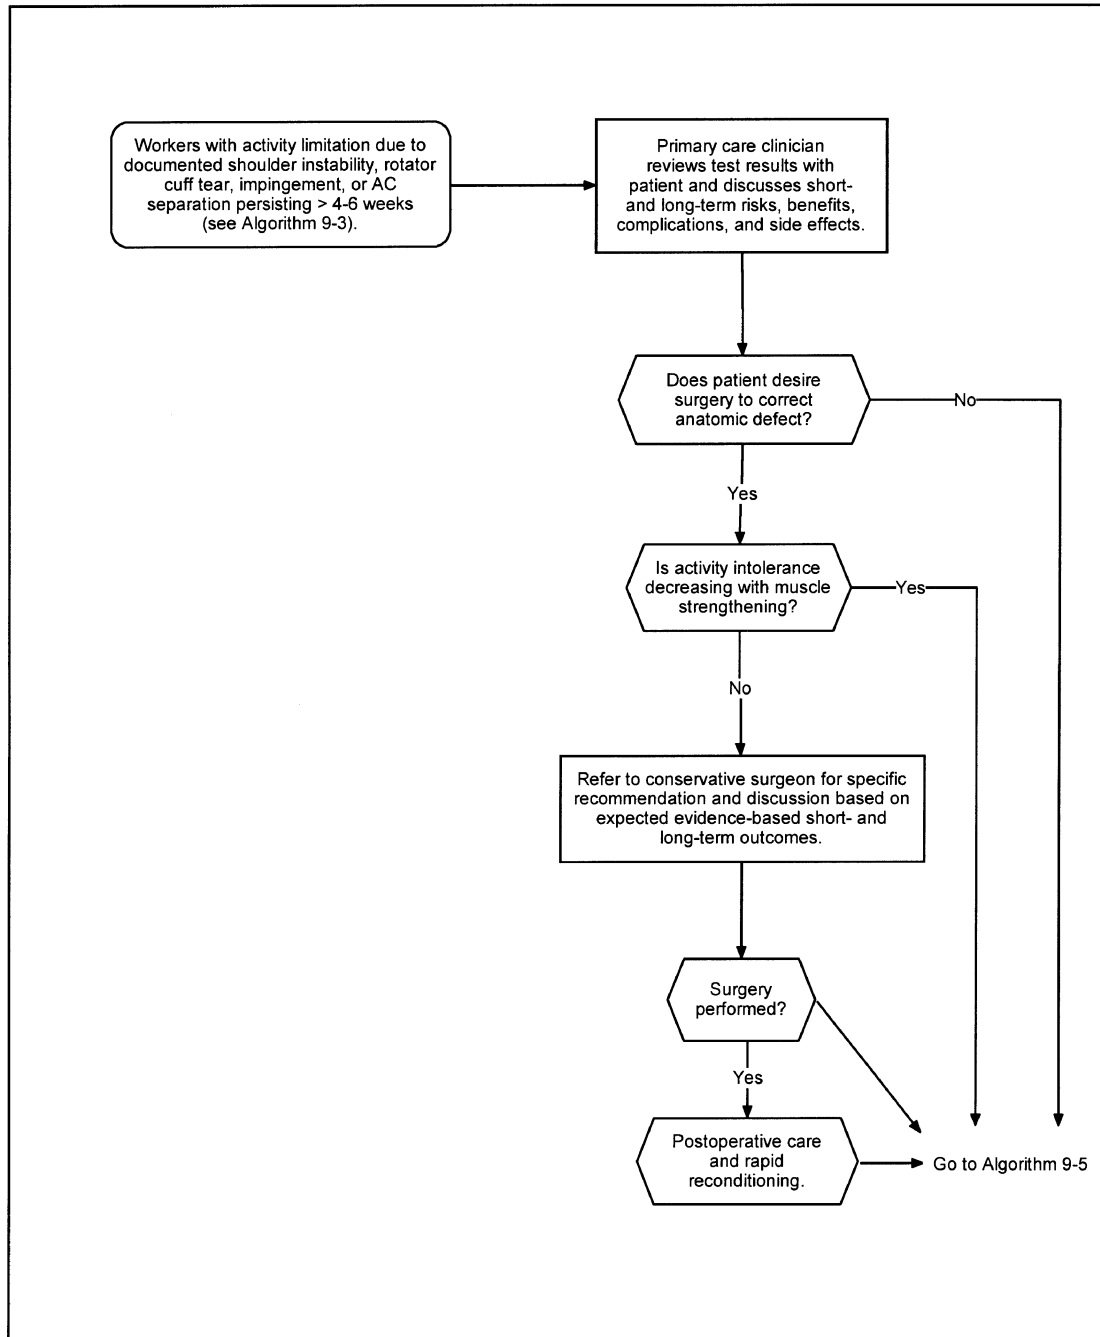 Workers with activity limitation due to
documented shoulder instability, rotator
cuff tear, impingement, or AC
separation persisting > 4-6 weeks
(see Algorithm 9-3).
Primary care clinician
reviews test results with
patient and discusses short-
and long-term risks, benefits,
complications, and side effects.
Does patient desire
surgery to correct
anatomic defect?
No
Yes
Is activity intolerance
decreasing with muscle
strengthening?
Yes
No
Refer to conservative surgeon for specific
recommendation and discussion based on
expected evidence-based short- and
long-term outcomes.
Surgery
performed?
Yes
Postoperative care
and rapid
reconditioning.
Go to Algorithm 9-5